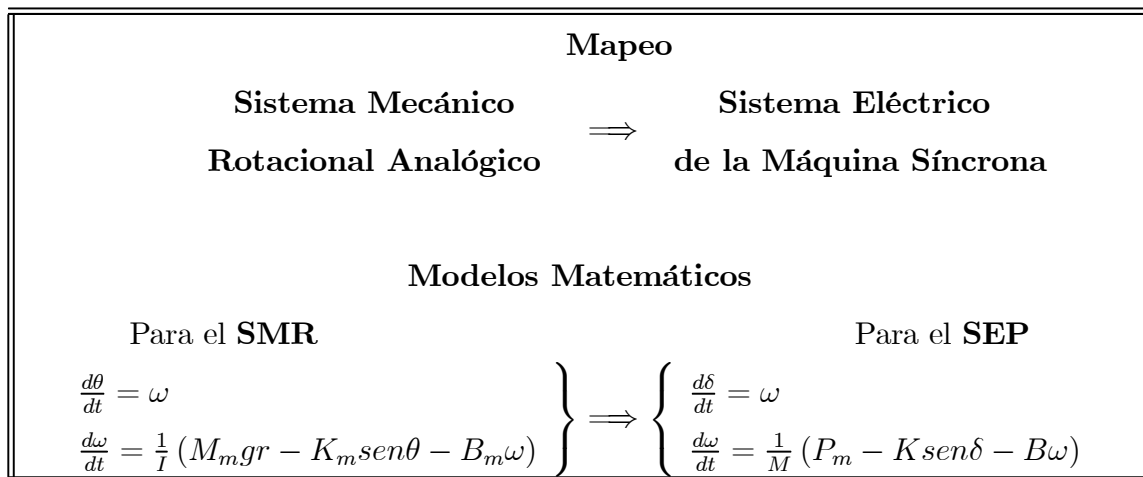 Mapeo
Sistema Mecánico Sistema Eléctrico
⟹
Rotacional Analógico de la Máquina Síncrona
Modelos Matemáticos
Para el SMR Para el SEP
dθ/dt = ω } ⟹ { dδ/dt = ω
dω/dt = 1/I (M_m gr − K_m senθ − B_m ω) dω/dt = 1/M (P_m − Ksenδ − Bω)